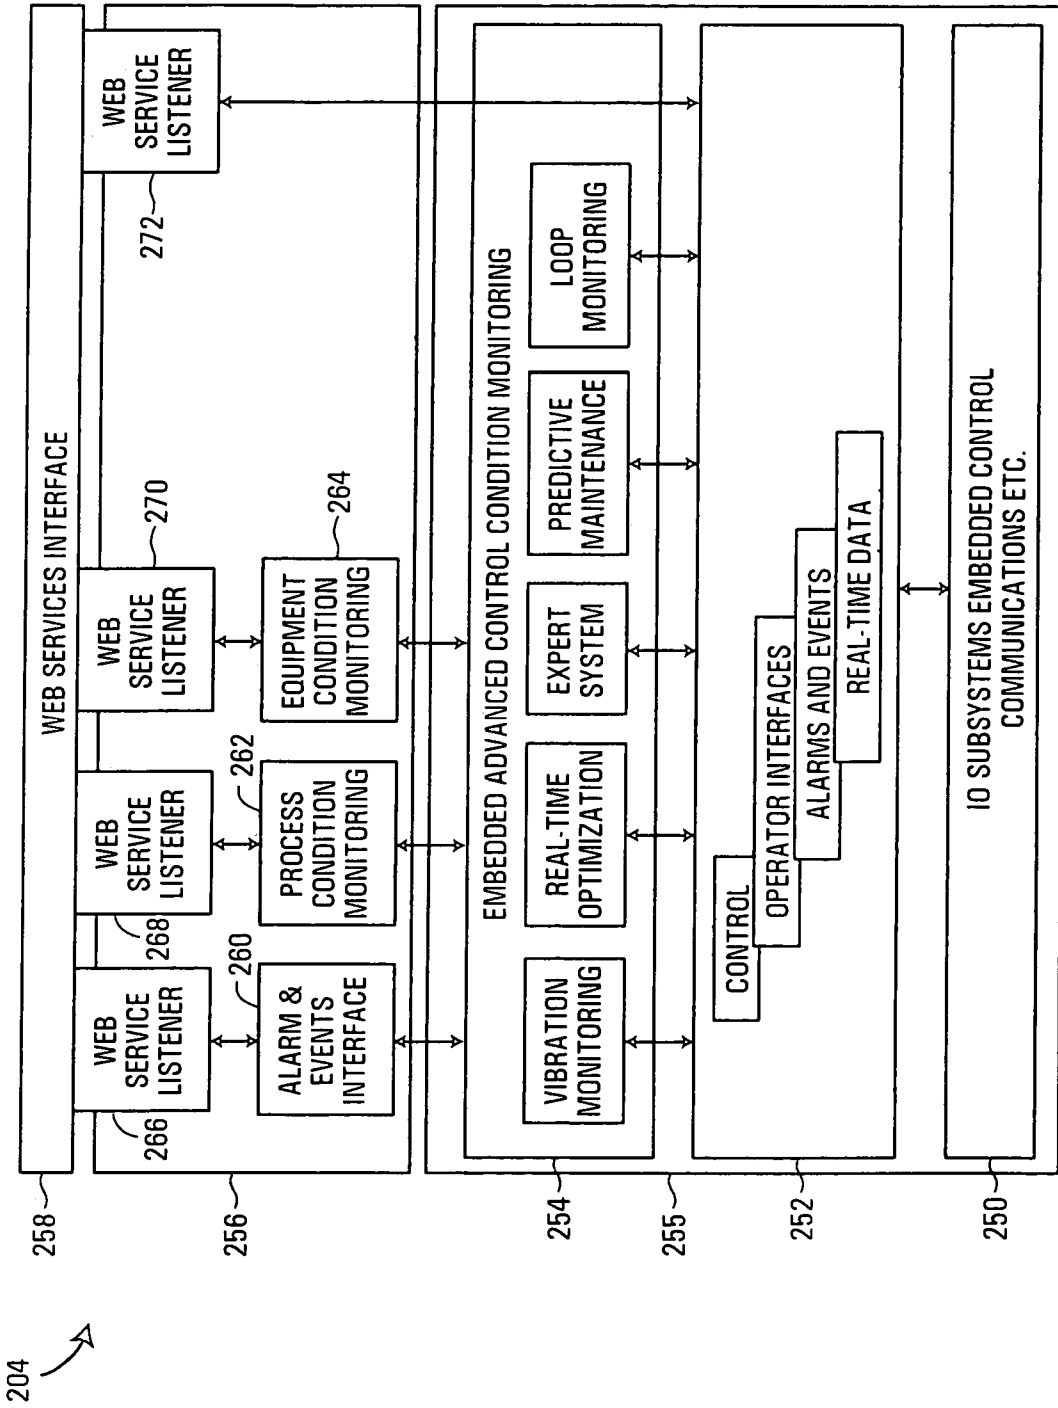 204
258
WEB SERVICES INTERFACE
256
266
WEB
SERVICE
LISTENER
268
WEB
SERVICE
LISTENER
270
WEB
SERVICE
LISTENER
272
WEB
SERVICE
LISTENER
260
ALARM &
EVENTS
INTERFACE
262
PROCESS
CONDITION
MONITORING
264
EQUIPMENT
CONDITION
MONITORING
254
EMBEDDED ADVANCED CONTROL CONDITION MONITORING
VIBRATION
MONITORING
REAL-TIME
OPTIMIZATION
EXPERT
SYSTEM
PREDICTIVE
MAINTENANCE
LOOP
MONITORING
255
252
CONTROL
OPERATOR INTERFACES
ALARMS AND EVENTS
REAL-TIME DATA
250
IO SUBSYSTEMS EMBEDDED CONTROL
COMMUNICATIONS ETC.